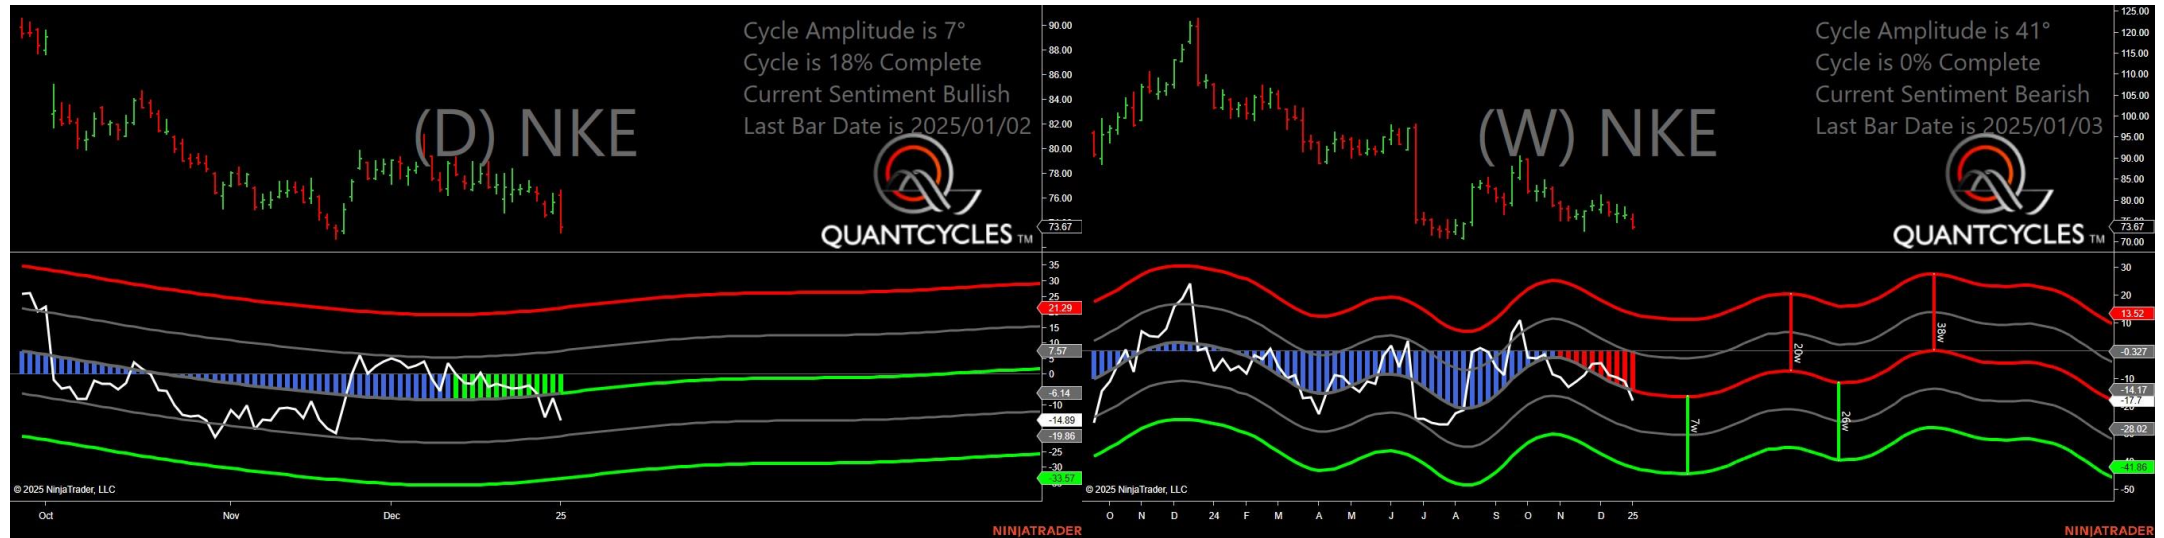 Cycle Amplitude is 7°
Cycle is 18% Complete
Current Sentiment Bullish
Last Bar Date is 2025/01/02
(D) NKE
QUANTCYCLES TM
90.00
88.00
86.00
84.00
82.00
80.00
78.00
76.00
73.67
35
30
25
21.29
15
10
7.57
0
-6.14
-10
-14.89
-19.86
-25
-30
-33.57
© 2025 NinjaTrader, LLC
Oct Nov Dec 25
NINJATRADER
Cycle Amplitude is 41°
Cycle is 0% Complete
Current Sentiment Bearish
Last Bar Date is 2025/01/03
(W) NKE
QUANTCYCLES TM
125.00
120.00
115.00
110.00
105.00
100.00
95.00
90.00
85.00
80.00
73.67
70.00
30
20
13.52
10
-0.327
-10
-14.17
-17.7
-28.02
-41.86
-50
7w
20w
26w
38w
© 2025 NinjaTrader, LLC
O N D 24 F M A M J J A S O N D 25
NINJATRADER